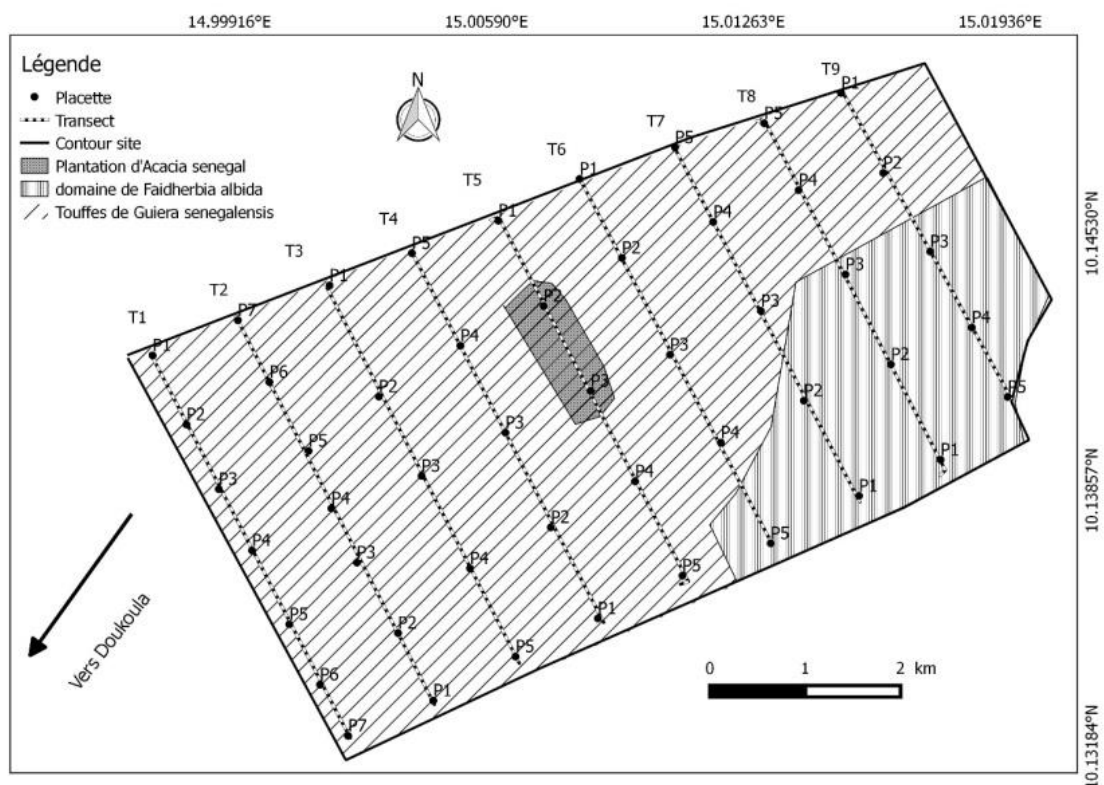 14.99916°E 15.00590°E 15.01263°E 15.01936°E
Légende
N
Placette
Transect
Contour site
Plantation d'Acacia senegal
domaine de Faidherbia albida
Touffes de Guiera senegalensis
T1
T2
T3
T4
T5
T6
T7
T8
T9
P1
P2
P3
P4
P5
P6
P7
P7
P6
P5
P4
P3
P2
P1
P1
P2
P3
P4
P5
P5
P4
P3
P2
P1
P1
P2
P3
P4
P5
P1
P2
P3
P4
P5
P5
P4
P3
P2
P1
P5
P4
P3
P2
P1
P1
P2
P3
P4
P5
10.14530°N
10.13857°N
10.13184°N
Vers Doukoula
0 1 2 km